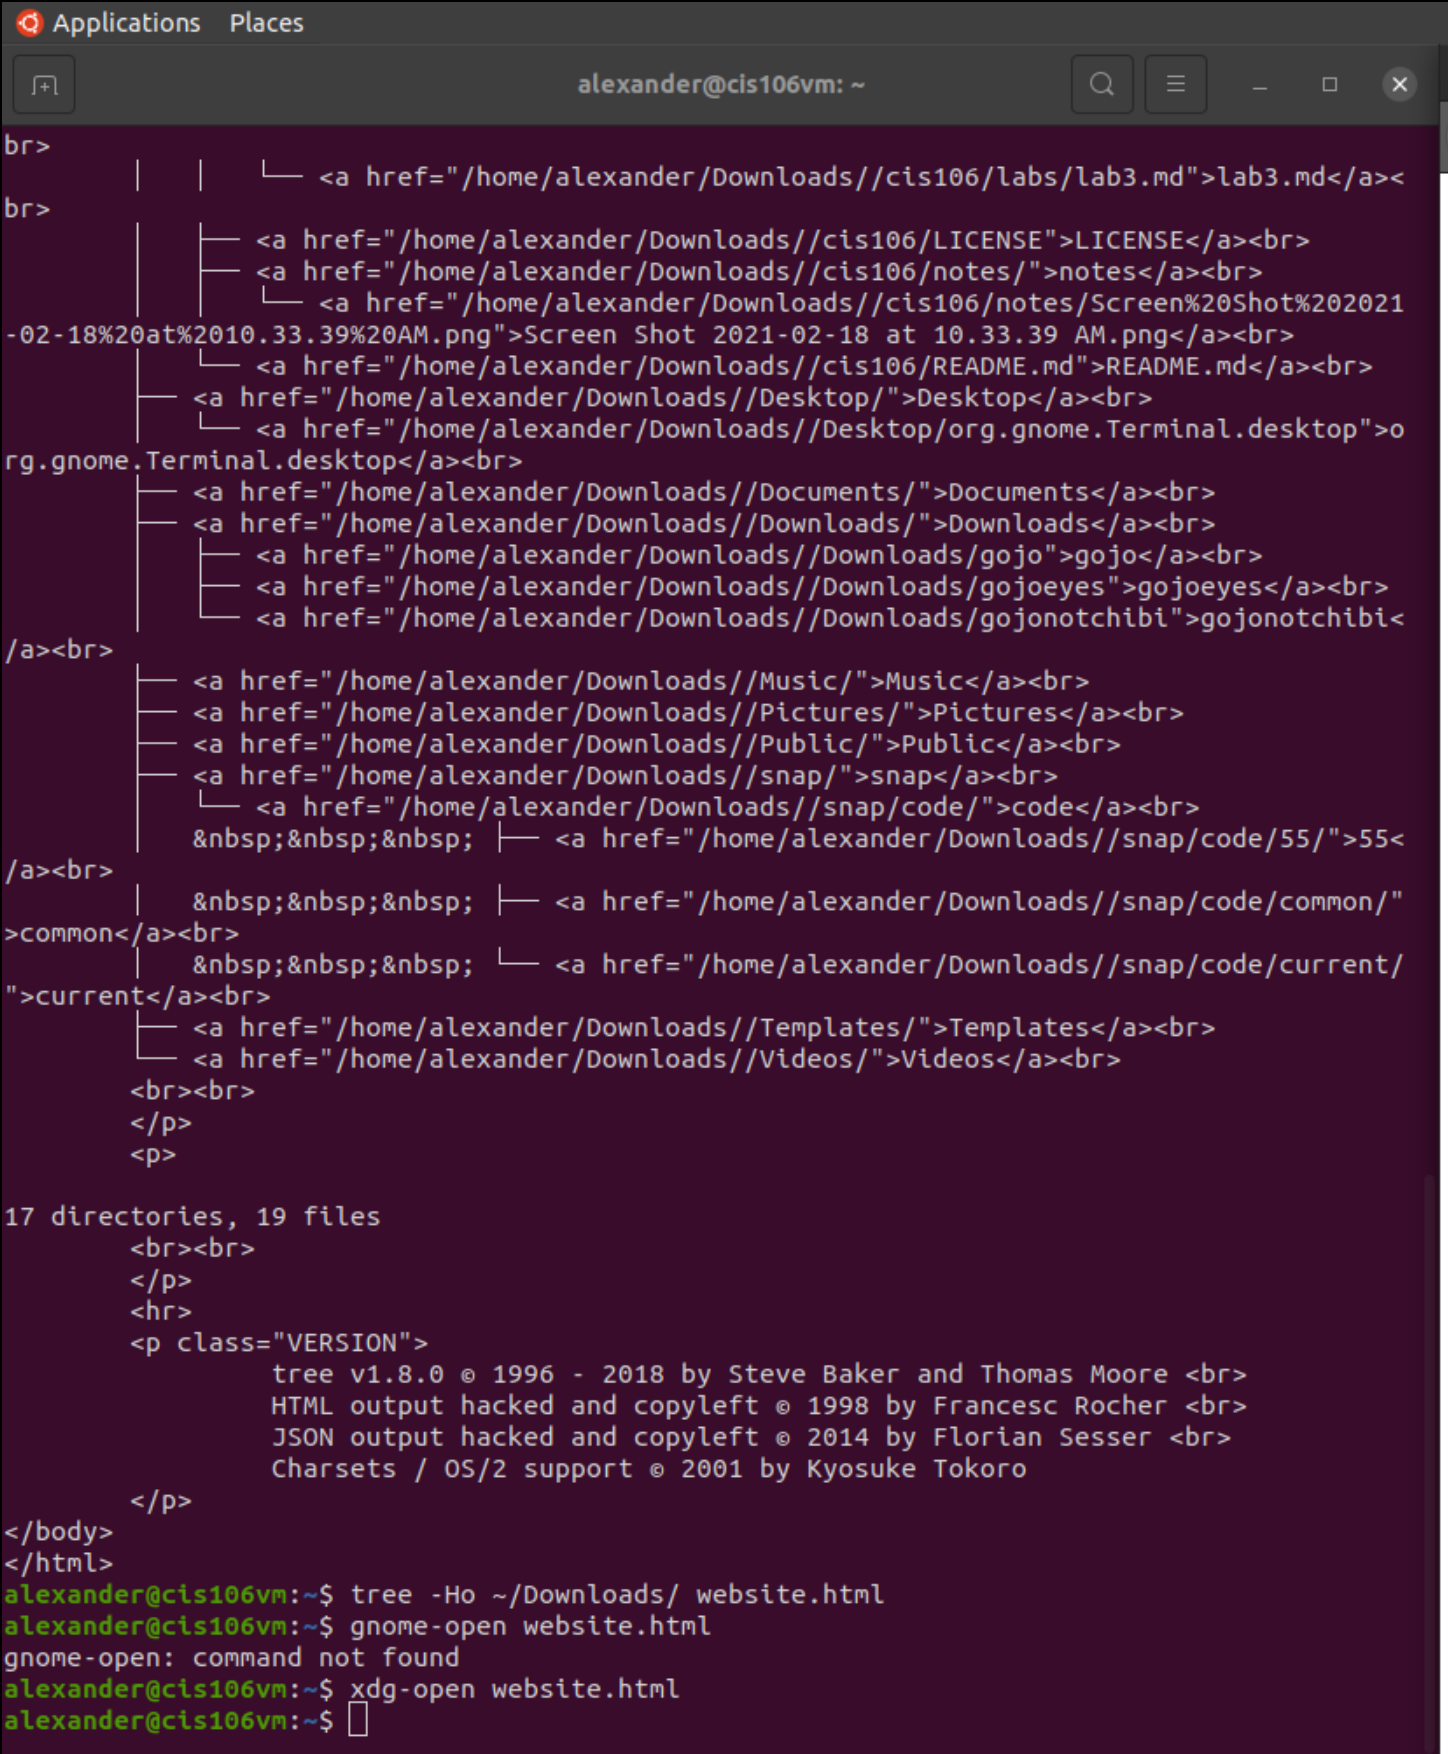 Applications Places
alexander@cis106vm: ~
br>
│   │   └── <a href="/home/alexander/Downloads//cis106/labs/lab3.md">lab3.md</a><
br>
│   ├── <a href="/home/alexander/Downloads//cis106/LICENSE">LICENSE</a><br>
│   ├── <a href="/home/alexander/Downloads//cis106/notes/">notes</a><br>
│   │   └── <a href="/home/alexander/Downloads//cis106/notes/Screen%20Shot%202021
-02-18%20at%2010.33.39%20AM.png">Screen Shot 2021-02-18 at 10.33.39 AM.png</a><br>
│   └── <a href="/home/alexander/Downloads//cis106/README.md">README.md</a><br>
├── <a href="/home/alexander/Downloads//Desktop/">Desktop</a><br>
│   └── <a href="/home/alexander/Downloads//Desktop/org.gnome.Terminal.desktop">o
rg.gnome.Terminal.desktop</a><br>
├── <a href="/home/alexander/Downloads//Documents/">Documents</a><br>
├── <a href="/home/alexander/Downloads//Downloads/">Downloads</a><br>
│   ├── <a href="/home/alexander/Downloads//Downloads/gojo">gojo</a><br>
│   ├── <a href="/home/alexander/Downloads//Downloads/gojoeyes">gojoeyes</a><br>
│   └── <a href="/home/alexander/Downloads//Downloads/gojonotchibi">gojonotchibi<
/a><br>
├── <a href="/home/alexander/Downloads//Music/">Music</a><br>
├── <a href="/home/alexander/Downloads//Pictures/">Pictures</a><br>
├── <a href="/home/alexander/Downloads//Public/">Public</a><br>
├── <a href="/home/alexander/Downloads//snap/">snap</a><br>
│   └── <a href="/home/alexander/Downloads//snap/code/">code</a><br>
│   &nbsp;&nbsp;&nbsp; ├── <a href="/home/alexander/Downloads//snap/code/55/">55<
/a><br>
│   &nbsp;&nbsp;&nbsp; ├── <a href="/home/alexander/Downloads//snap/code/common/"
>common</a><br>
│   &nbsp;&nbsp;&nbsp; └── <a href="/home/alexander/Downloads//snap/code/current/
">current</a><br>
├── <a href="/home/alexander/Downloads//Templates/">Templates</a><br>
└── <a href="/home/alexander/Downloads//Videos/">Videos</a><br>
<br><br>
</p>
<p>
17 directories, 19 files
<br><br>
</p>
<hr>
<p class="VERSION">
tree v1.8.0 © 1996 - 2018 by Steve Baker and Thomas Moore <br>
HTML output hacked and copyleft © 1998 by Francesc Rocher <br>
JSON output hacked and copyleft © 2014 by Florian Sesser <br>
Charsets / OS/2 support © 2001 by Kyosuke Tokoro
</p>
</body>
</html>
alexander@cis106vm:~$ tree -Ho ~/Downloads/ website.html
alexander@cis106vm:~$ gnome-open website.html
gnome-open: command not found
alexander@cis106vm:~$ xdg-open website.html
alexander@cis106vm:~$